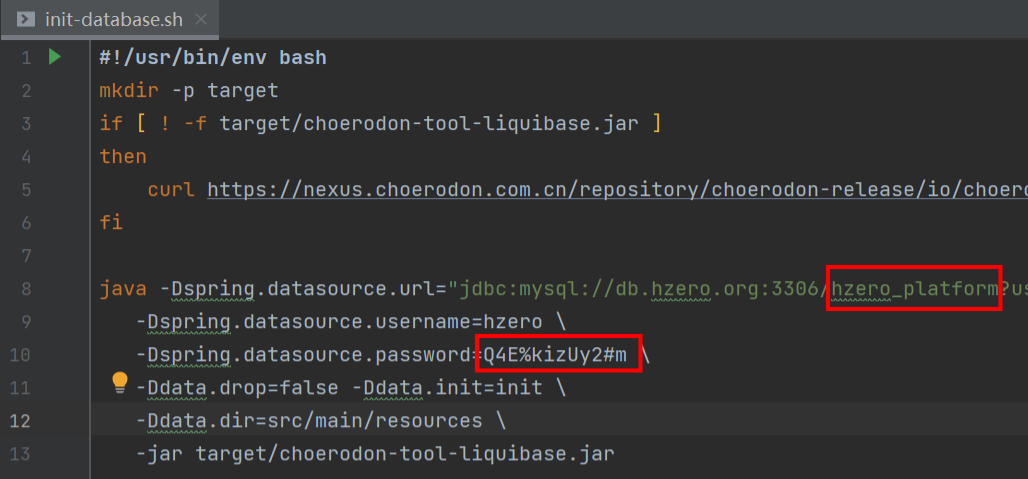 init-database.sh
1 #!/usr/bin/env bash
2 mkdir -p target
3 if [ ! -f target/choerodon-tool-liquibase.jar ]
4 then
5 curl https://nexus.choerodon.com.cn/repository/choerodon-release/io/choero
6 fi
7
8 java -Dspring.datasource.url="jdbc:mysql://db.hzero.org:3306/hzero_platform?us
9 -Dspring.datasource.username=hzero \
10 -Dspring.datasource.password=Q4E%kizUy2#m \
11 -Ddata.drop=false -Ddata.init=init \
12 -Ddata.dir=src/main/resources \
13 -jar target/choerodon-tool-liquibase.jar